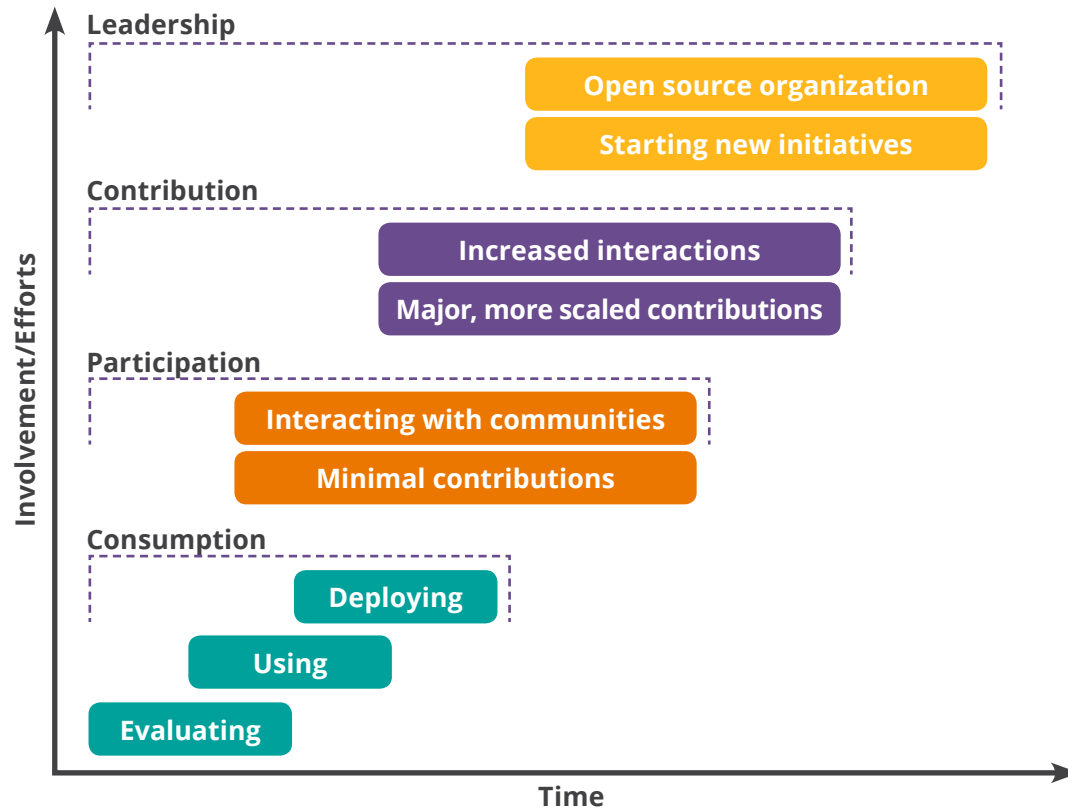 Leadership
Open source organization
Starting new initiatives
Contribution
Increased interactions
Major, more scaled contributions
Participation
Interacting with communities
Minimal contributions
Consumption
Deploying
Using
Evaluating
Involvement/Efforts
Time